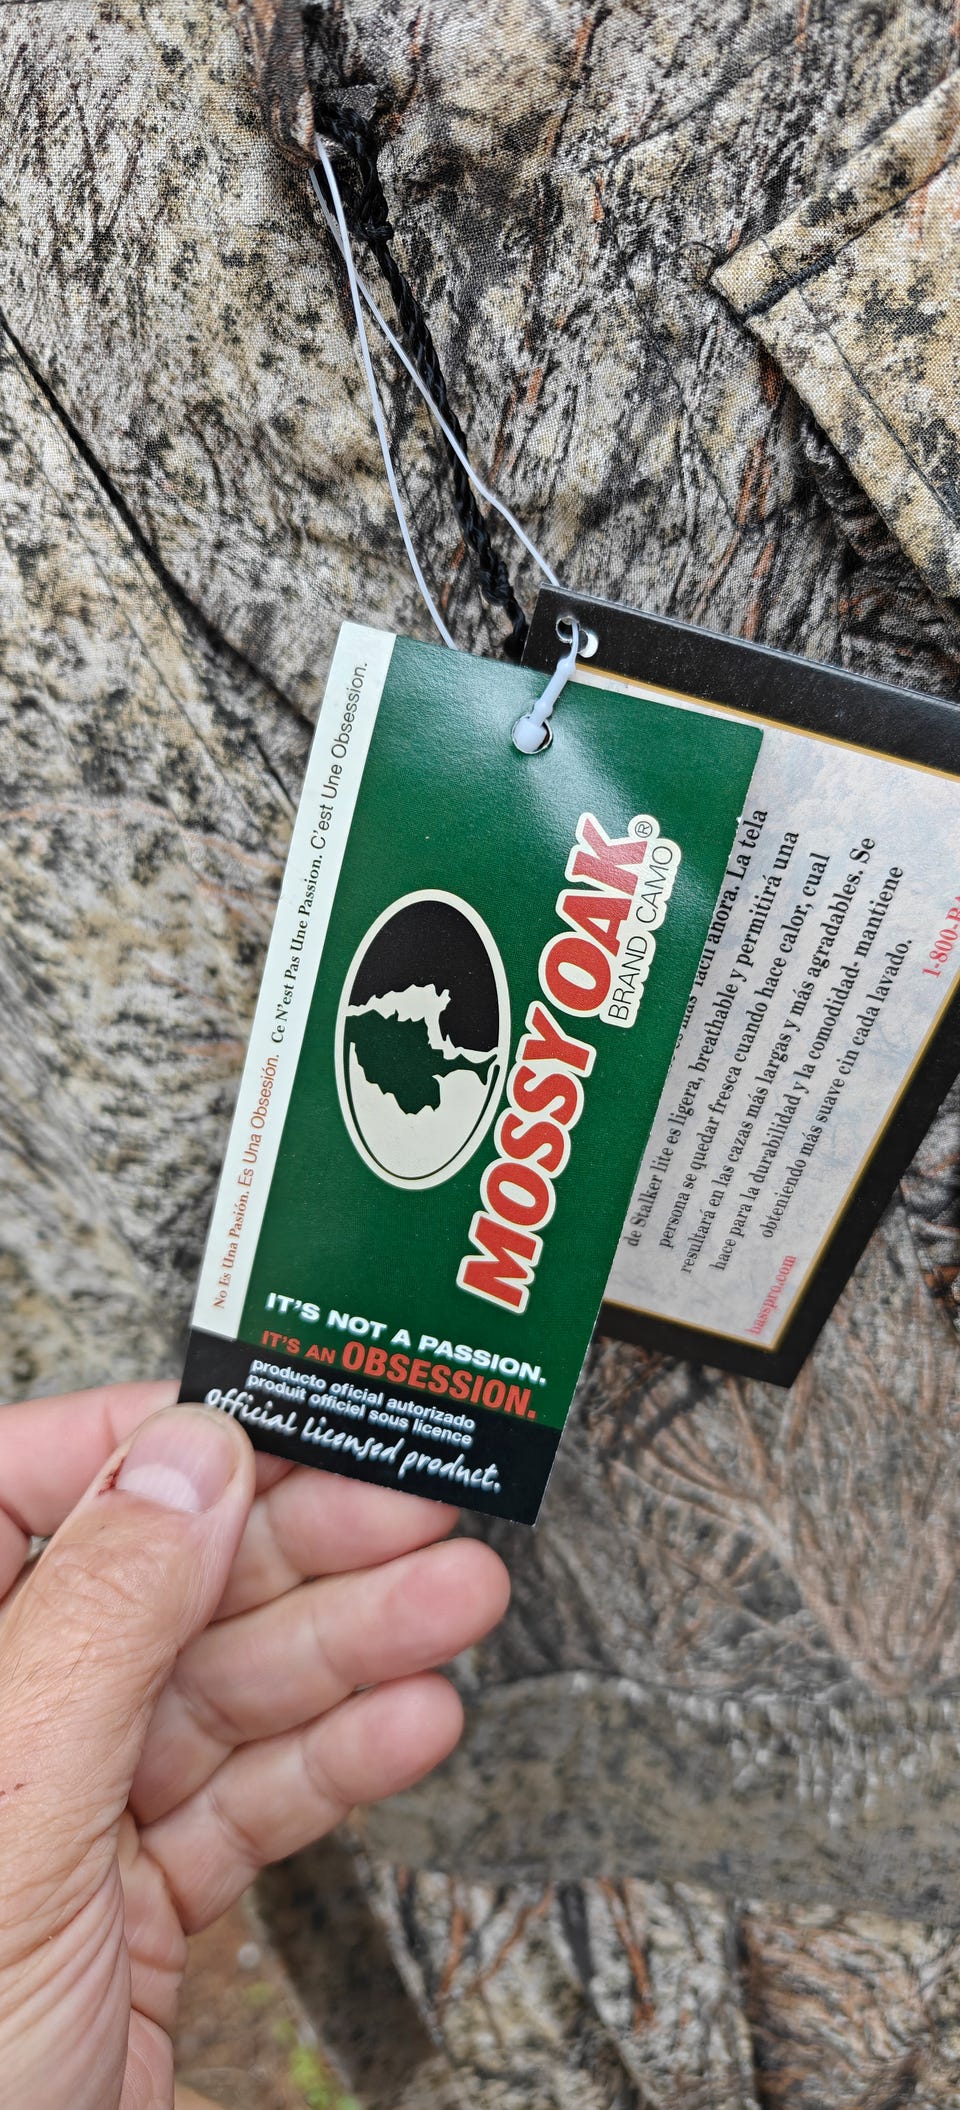 No Es Una Pasión. Es Una Obsesión. Ce N'est Pas Une Passion. C'est Une Obsession.
MOSSY OAK
BRAND CAMO®
IT'S NOT A PASSION.
IT'S AN OBSESSION.
producto oficial autorizado
produit officiel sous licence
official licensed product.
ahora. La tela
de Stalker lite es ligera, breathable y permitirá una
persona se quedar fresca cuando hace calor, cual
resultará en las cazas más largas y más agradables. Se
hace para la durabilidad y la comodidad- mantiene
obteniendo más suave cin cada lavado.
basspro.com
1-800-BA